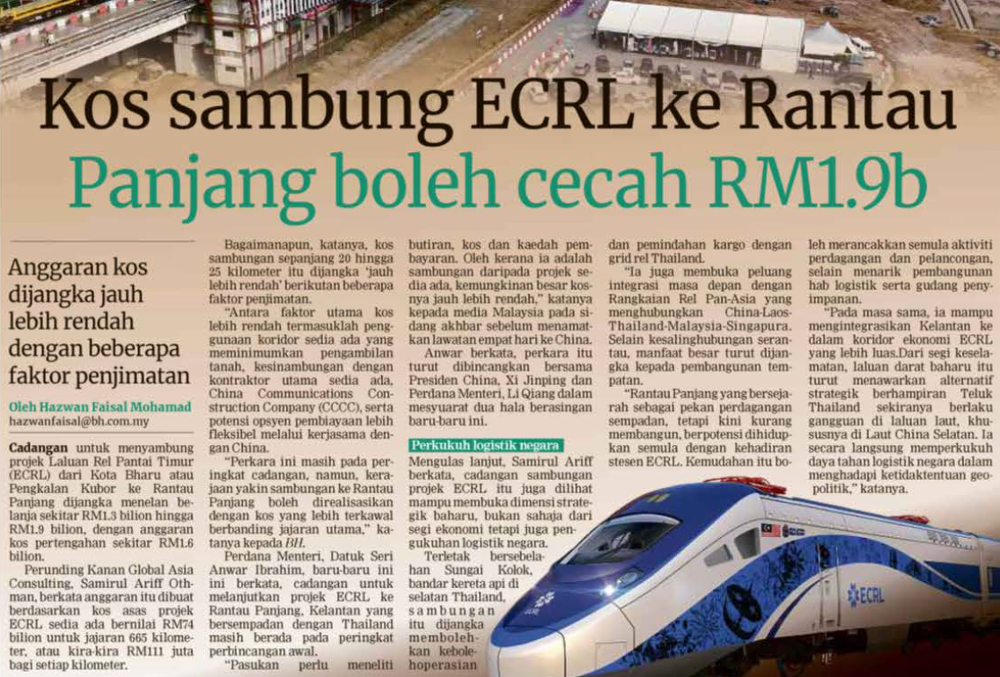 Kos sambung ECRL ke Rantau
Panjang boleh cecah RM1.9b
Anggaran kos
dijangka jauh
lebih rendah
dengan beberapa
faktor penjimatan
Oleh Hazwan Faisal Mohamad
hazwanfaisal@bh.com.my
Cadangan untuk menyambung
projek Laluan Rel Pantai Timur
(ECRL) dari Kota Bharu atau
Pengkalan Kubor ke Rantau
Panjang dijangka menelan be-
lanja sekitar RM1.3 bilion hingga
RM1.9 bilion, dengan anggaran
kos pertengahan sekitar RM1.6
bilion.
Perunding Kanan Global Asia
Consulting, Samirul Ariff Oth-
man, berkata anggaran itu dibuat
berdasarkan kos asas projek
ECRL sedia ada bernilai RM74
bilion untuk jajaran 665 kilome-
ter, atau kira-kira RM111 juta
bagi setiap kilometer.
Bagaimanapun, katanya, kos
sambungan sepanjang 20 hingga
25 kilometer itu dijangka ‘jauh
lebih rendah’ berikutan beberapa
faktor penjimatan.
“Antara faktor utama kos
lebih rendah termasuklah peng-
gunaan koridor sedia ada yang
meminimumkan pengambilan
tanah, kesinambungan dengan
kontraktor utama sedia ada,
China Communications Con-
struction Company (CCCC), serta
potensi opsyen pembiayaan lebih
fleksibel melalui kerjasama den-
gan China.
“Perkara ini masih pada per-
ingkat cadangan, namun, kera-
jaan yakin sambungan ke Rantau
Panjang boleh direalisasikan
dengan kos yang lebih terkawal
berbanding jajaran utama,” ka-
tanya kepada BH.
Perdana Menteri, Datuk Seri
Anwar Ibrahim, baru-baru ini
ini berkata, cadangan untuk
melanjutkan projek ECRL ke
Rantau Panjang, Kelantan yang
bersempadan dengan Thailand
masih berada pada peringkat
perbincangan awal.
“Pasukan perlu meneliti
butiran, kos dan kaedah pem-
bayaran. Oleh kerana ia adalah
sambungan daripada projek se-
dia ada, kemungkinan besar kos-
nya jauh lebih rendah,” katanya
kepada media Malaysia pada si-
dang akhbar sebelum menamat-
kan lawatan empat hari ke China.
Anwar berkata, perkara itu
turut dibincangkan bersama
Presiden China, Xi Jinping dan
Perdana Menteri, Li Qiang dalam
mesyuarat dua hala berasingan
baru-baru ini.
Perkukuh logistik negara
Mengulas lanjut, Samirul Ariff
berkata, cadangan sambungan
projek ECRL itu juga dilihat
mampu membuka dimensi strate-
gik baharu, bukan sahaja dari
segi ekonomi tetapi juga pen-
gukuhan logistik negara.
Terletak bersebela-
han Sungai Kolok,
bandar kereta api di
selatan Thailand,
sambungan
itu dijangka
memboleh-
kan kebole-
hoperasian
dan pemindahan kargo dengan
grid rel Thailand.
“Ia juga membuka peluang
integrasi masa depan dengan
Rangkaian Rel Pan-Asia yang
menghubungkan China-Laos-
Thailand-Malaysia-Singapura.
Selain kesalinghubungan seran-
tau, manfaat besar turut dijan-
gka kepada pembangunan tem-
patan.
“Rantau Panjang yang berseja-
rah sebagai pekan perdagangan
sempadan, tetapi kini kurang
membangun, berpotensi dihidup-
kan semula dengan kehadiran
stesen ECRL. Kemudahan itu bo-
leh merancakkan semula aktiviti
perdagangan dan pelancongan,
selain menarik pembangunan
hab logistik serta gudang peny-
impanan.
“Pada masa sama, ia mampu
mengintegrasikan Kelantan ke
dalam koridor ekonomi ECRL
yang lebih luas.Dari segi kesela-
matan, laluan darat baharu itu
turut menawarkan alternatif
strategik berhampiran Teluk
Thailand sekiranya berlaku
gangguan di laluan laut, khu-
susnya di Laut China Selatan. Ia
secara langsung memperkukuh
daya tahan logistik negara dalam
menghadapi ketidaktentuan geo-
politik,” katanya.
ECRL
ECRL